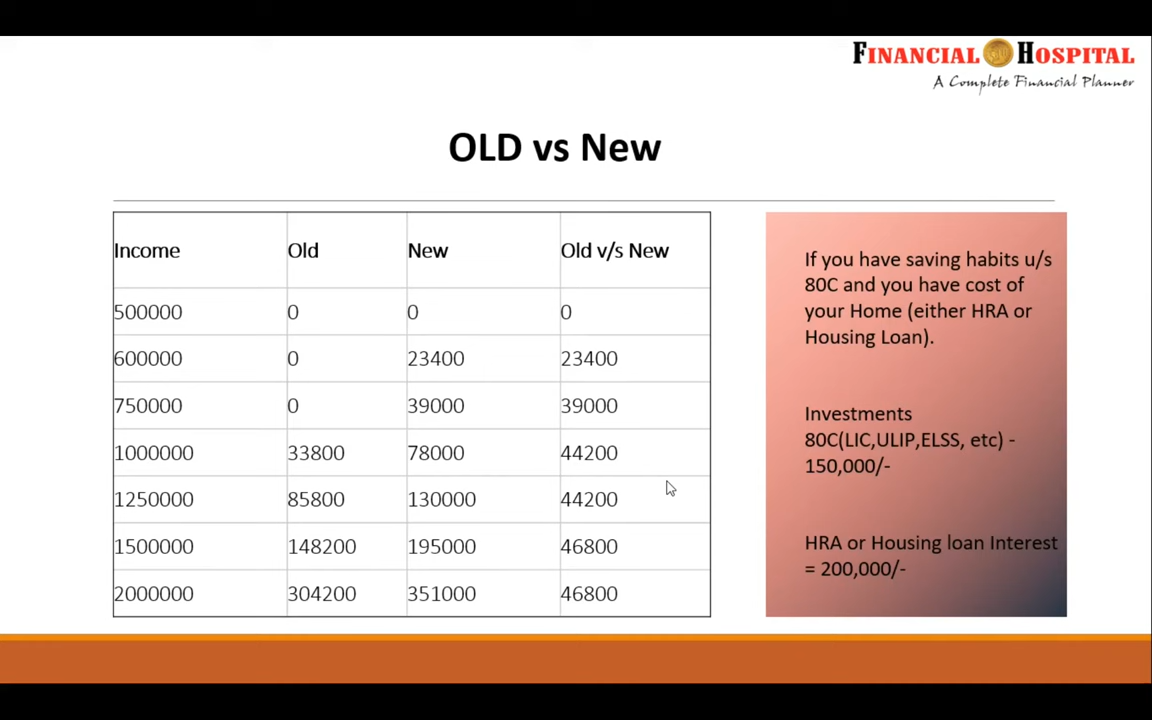 FINANCIAL HOSPITAL
A Complete Financial Planner
OLD vs New
Income Old New Old v/s New
500000 0 0 0
600000 0 23400 23400
750000 0 39000 39000
1000000 33800 78000 44200
1250000 85800 130000 44200
1500000 148200 195000 46800
2000000 304200 351000 46800
If you have saving habits u/s
80C and you have cost of
your Home (either HRA or
Housing Loan).
Investments
80C(LIC,ULIP,ELSS, etc) -
150,000/-
HRA or Housing loan Interest
= 200,000/-